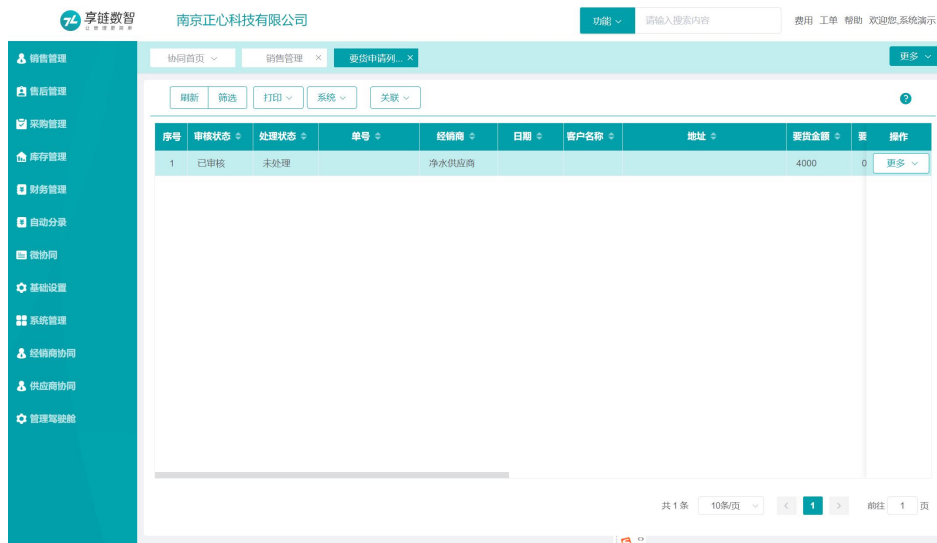 享链数智 南京正心科技有限公司 功能 请输入搜索内容 费用 工单 帮助 欢迎您,系统演示
销售管理 协同首页 销售管理 × 要货申请列... × 更多
售后管理 刷新 筛选 打印 系统 关联 ?
采购管理 序号 审核状态 处理状态 单号 经销商 日期 客户名称 地址 要货金额 要 操作
库存管理 1 已审核 未处理 净水供应商 4000 0 更多
财务管理
自动分录
微协同
基础设置
系统管理
经销商协同
供应商协同
管理驾驶舱
共 1 条 10条/页 < 1 > 前往 1 页